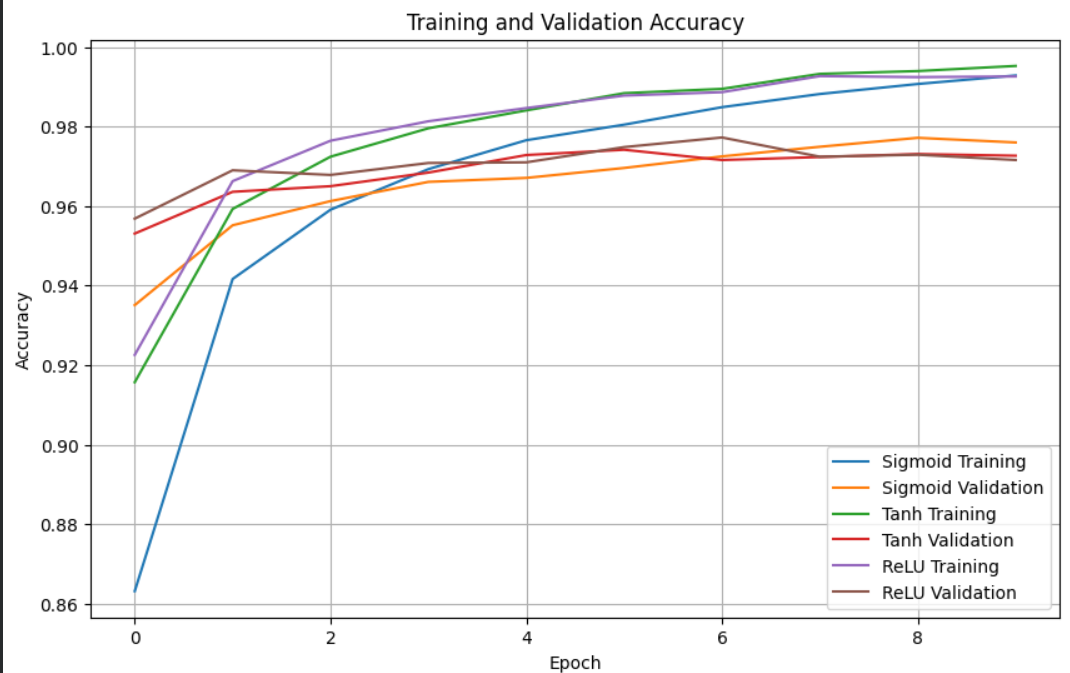 Training and Validation Accuracy
Accuracy
1.00
0.98
0.96
0.94
0.92
0.90
0.88
0.86
0 2 4 6 8
Epoch
Sigmoid Training
Sigmoid Validation
Tanh Training
Tanh Validation
ReLU Training
ReLU Validation